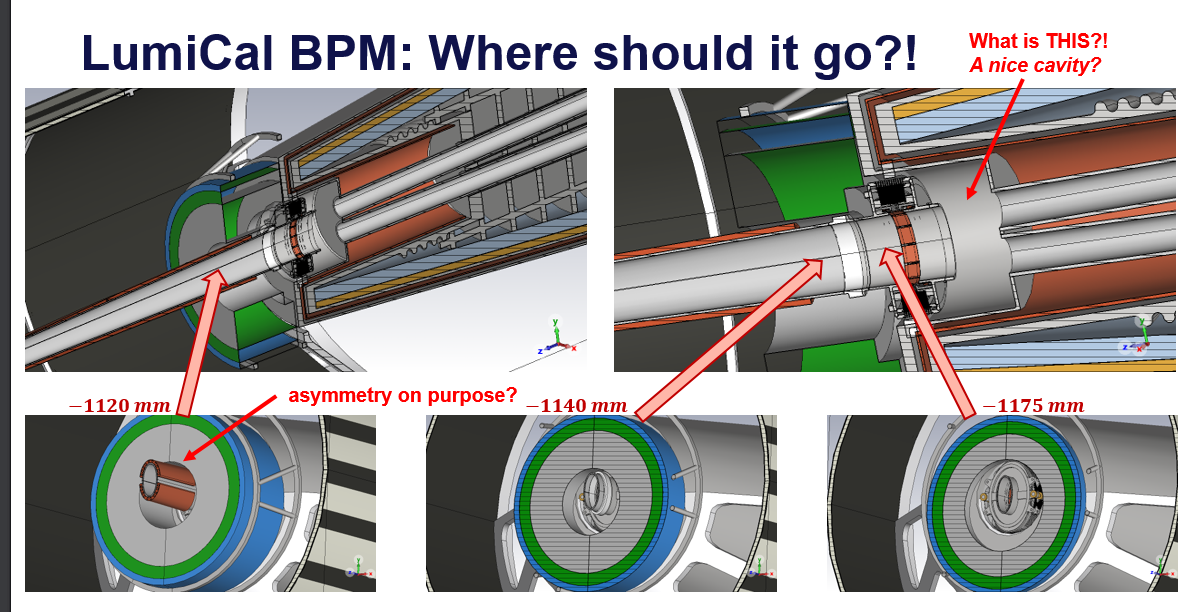 LumiCal BPM: Where should it go?!
What is THIS?!
A nice cavity?
y
z
x
y
z
x
asymmetry on purpose?
−1120 mm
−1140 mm
−1175 mm